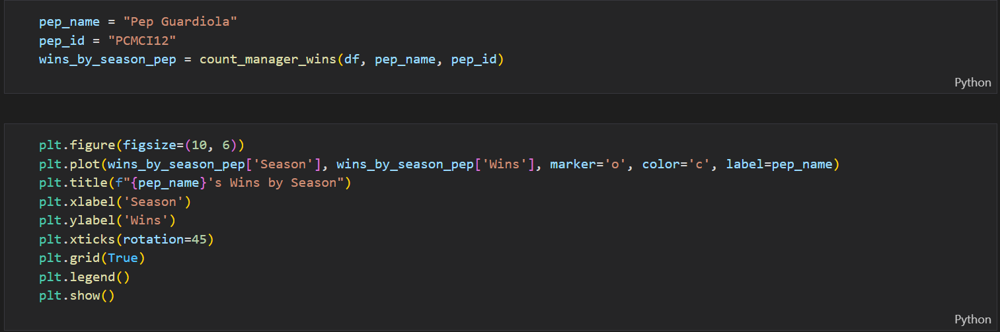 pep_name = "Pep Guardiola"
pep_id = "PCMCI12"
wins_by_season_pep = count_manager_wins(df, pep_name, pep_id)
Python
plt.figure(figsize=(10, 6))
plt.plot(wins_by_season_pep['Season'], wins_by_season_pep['Wins'], marker='o', color='c', label=pep_name)
plt.title(f"{pep_name}'s Wins by Season")
plt.xlabel('Season')
plt.ylabel('Wins')
plt.xticks(rotation=45)
plt.grid(True)
plt.legend()
plt.show()
Python